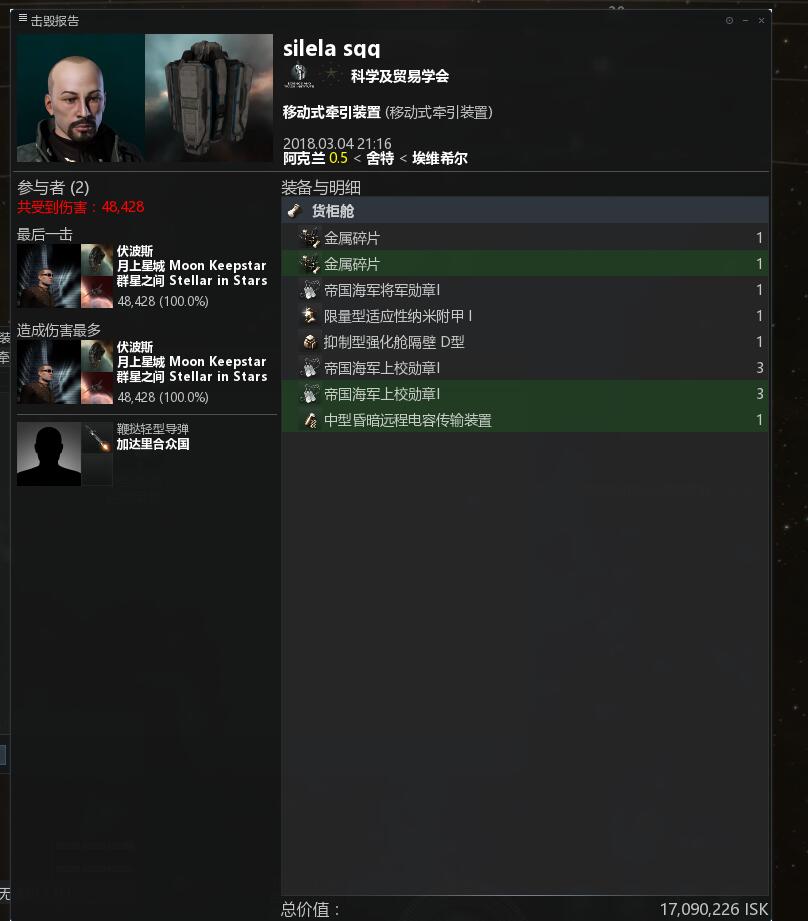 击毁报告
silela sqq
科学及贸易学会
移动式牵引装置 (移动式牵引装置)
2018.03.04 21:16
阿克兰 0.5 < 舍特 < 埃维希尔
参与者 (2)
共受到伤害：48,428
最后一击
伏波斯
月上星城 Moon Keepstar
群星之间 Stellar in Stars
48,428 (100.0%)
造成伤害最多
伏波斯
月上星城 Moon Keepstar
群星之间 Stellar in Stars
48,428 (100.0%)
鞭挞轻型导弹
加达里合众国
装备与明细
货柜舱
金属碎片 1
金属碎片 1
帝国海军将军勋章I 1
限量型适应性纳米附甲 I 1
抑制型强化舱隔壁 D型 1
帝国海军上校勋章I 3
帝国海军上校勋章I 3
中型昏暗远程电容传输装置 1
总价值： 17,090,226 ISK